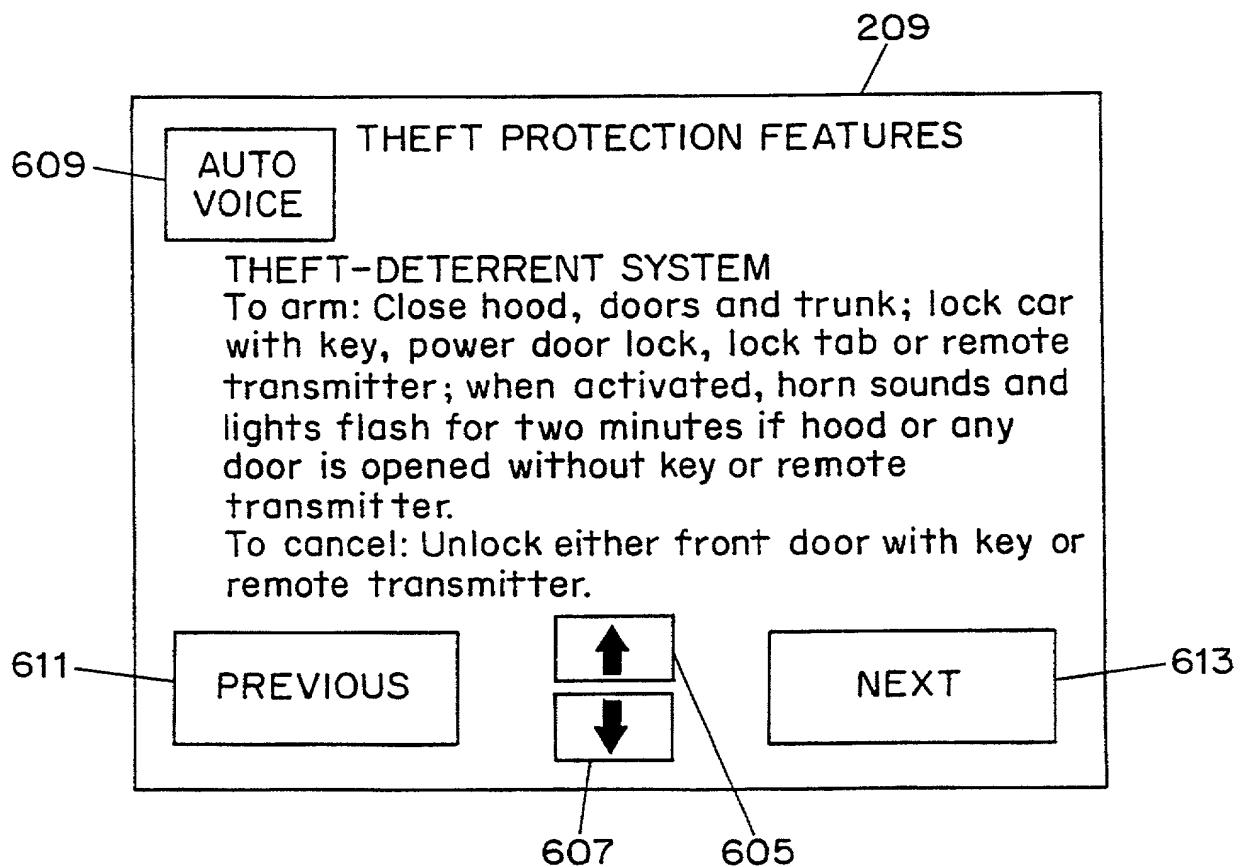 209
THEFT PROTECTION FEATURES
609
AUTO
VOICE
THEFT-DETERRENT SYSTEM
To arm: Close hood, doors and trunk; lock car
with key, power door lock, lock tab or remote
transmitter; when activated, horn sounds and
lights flash for two minutes if hood or any
door is opened without key or remote
transmitter.
To cancel: Unlock either front door with key or
remote transmitter.
611
PREVIOUS
NEXT
613
607
605